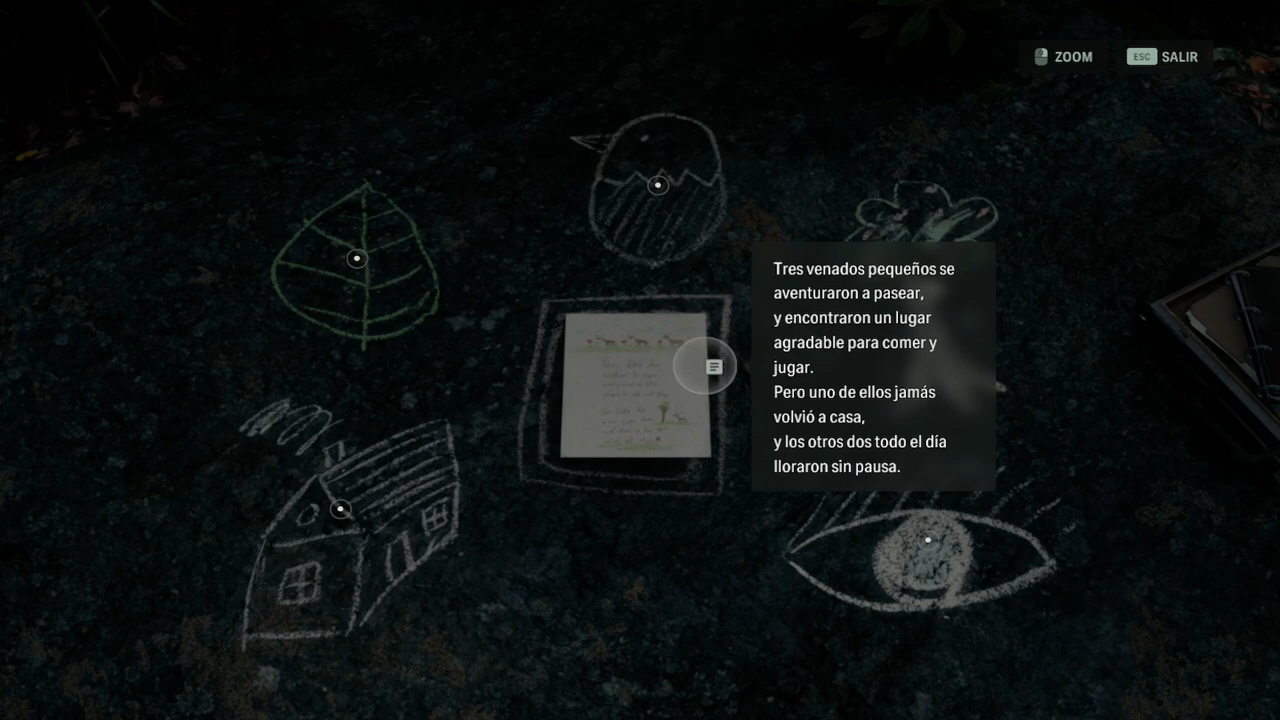 ZOOM
ESC SALIR
Tres venados pequeños se
aventuraron a pasear,
y encontraron un lugar
agradable para comer y
jugar.
Pero uno de ellos jamás
volvió a casa,
y los otros dos todo el día
lloraron sin pausa.